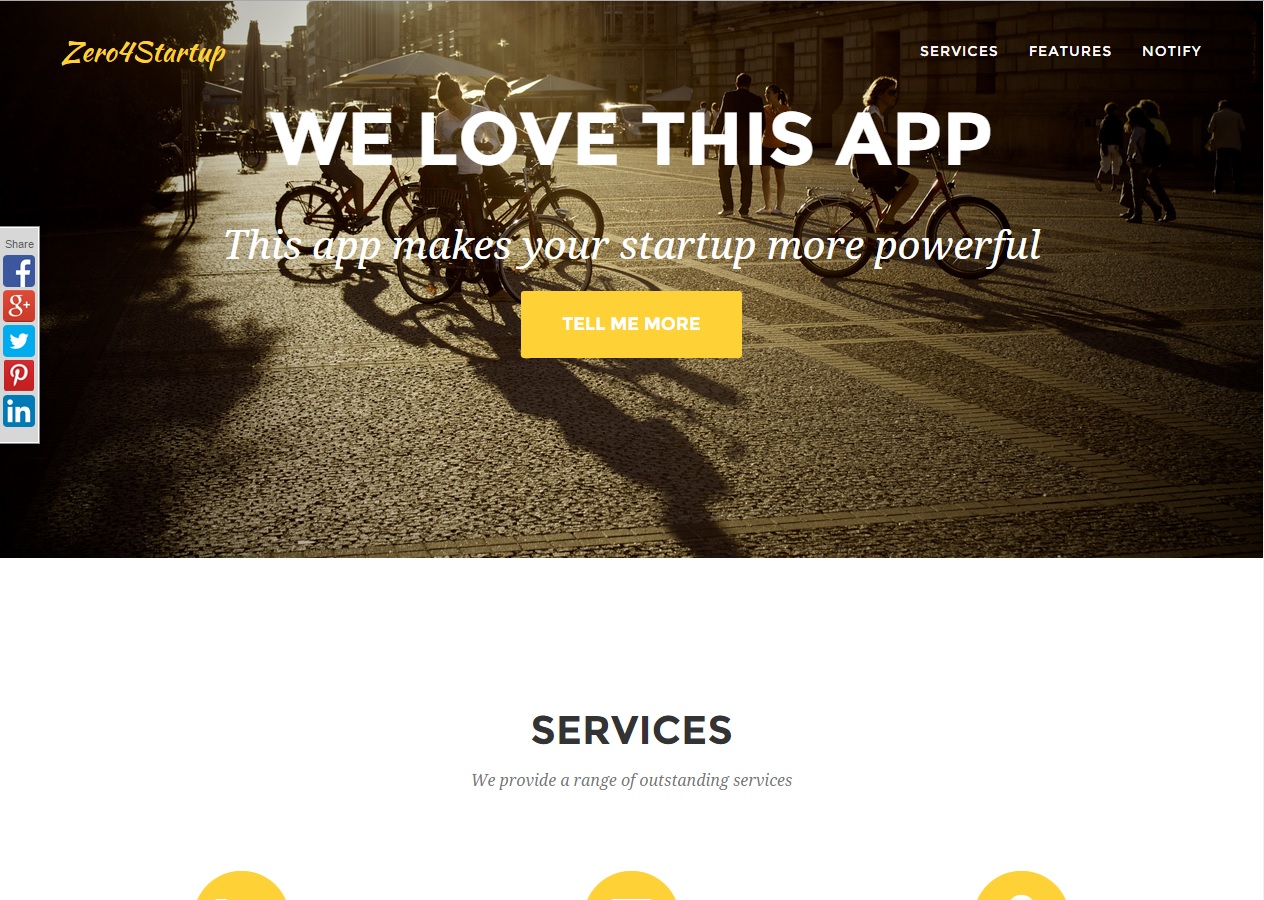 Zero4Startup
SERVICES FEATURES NOTIFY
WE LOVE THIS APP
This app makes your startup more powerful
TELL ME MORE
Share
SERVICES
We provide a range of outstanding services